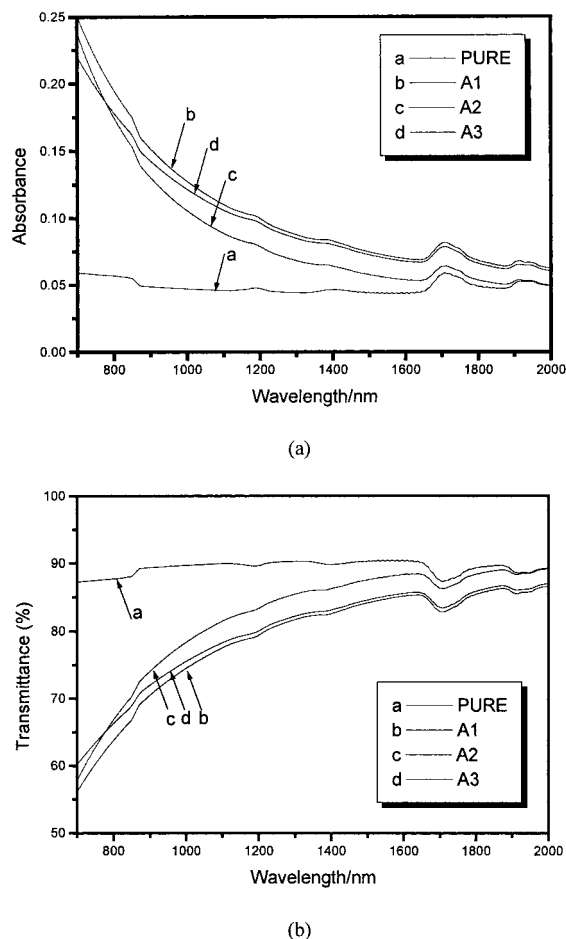 0.25
0.20
0.15
0.10
0.05
0.00
Absorbance
a PURE
b A1
c A2
d A3
b
d
c
a
800 1000 1200 1400 1600 1800 2000
Wavelength/nm
(a)
100
90
80
70
60
50
Transmittance (%)
a
c d b
a PURE
b A1
c A2
d A3
800 1000 1200 1400 1600 1800 2000
Wavelength/nm
(b)